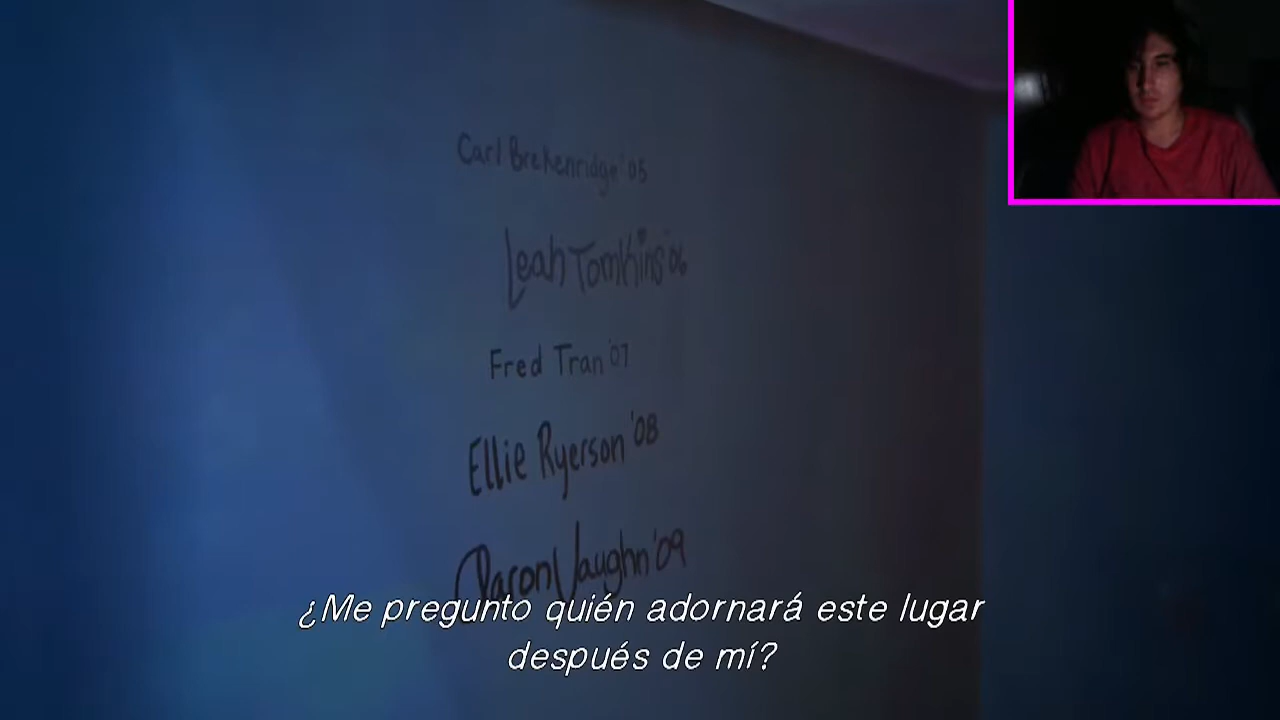 Carl Brekenridge '05
Leah Tomkins '06
Fred Tran '07
Ellie Ryerson '08
Aaron Vaughn '09
¿Me pregunto quién adornará este lugar
después de mí?